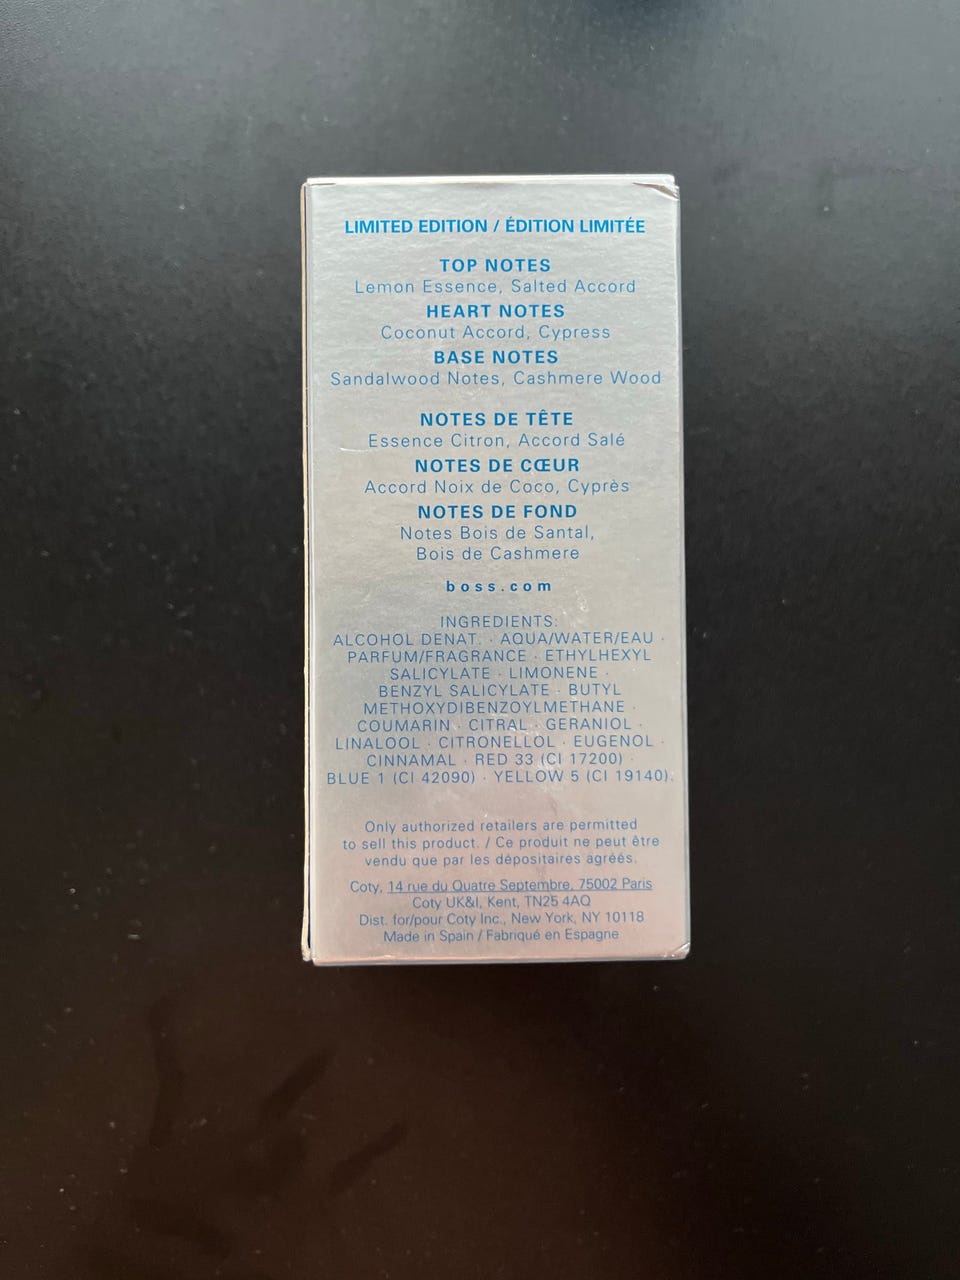 LIMITED EDITION / ÉDITION LIMITÉE
TOP NOTES
Lemon Essence, Salted Accord
HEART NOTES
Coconut Accord, Cypress
BASE NOTES
Sandalwood Notes, Cashmere Wood
NOTES DE TÊTE
Essence Citron, Accord Salé
NOTES DE CŒUR
Accord Noix de Coco, Cyprès
NOTES DE FOND
Notes Bois de Santal,
Bois de Cashmere
boss.com
INGREDIENTS:
ALCOHOL DENAT. · AQUA/WATER/EAU ·
PARFUM/FRAGRANCE · ETHYLHEXYL
SALICYLATE · LIMONENE ·
BENZYL SALICYLATE · BUTYL
METHOXYDIBENZOYLMETHANE ·
COUMARIN · CITRAL · GERANIOL ·
LINALOOL · CITRONELLOL · EUGENOL ·
CINNAMAL · RED 33 (CI 17200) ·
BLUE 1 (CI 42090) · YELLOW 5 (CI 19140).
Only authorized retailers are permitted
to sell this product. / Ce produit ne peut être
vendu que par les dépositaires agréés.
Coty, 14 rue du Quatre Septembre, 75002 Paris
Coty UK&I, Kent, TN25 4AQ
Dist. for/pour Coty Inc., New York, NY 10118
Made in Spain / Fabriqué en Espagne